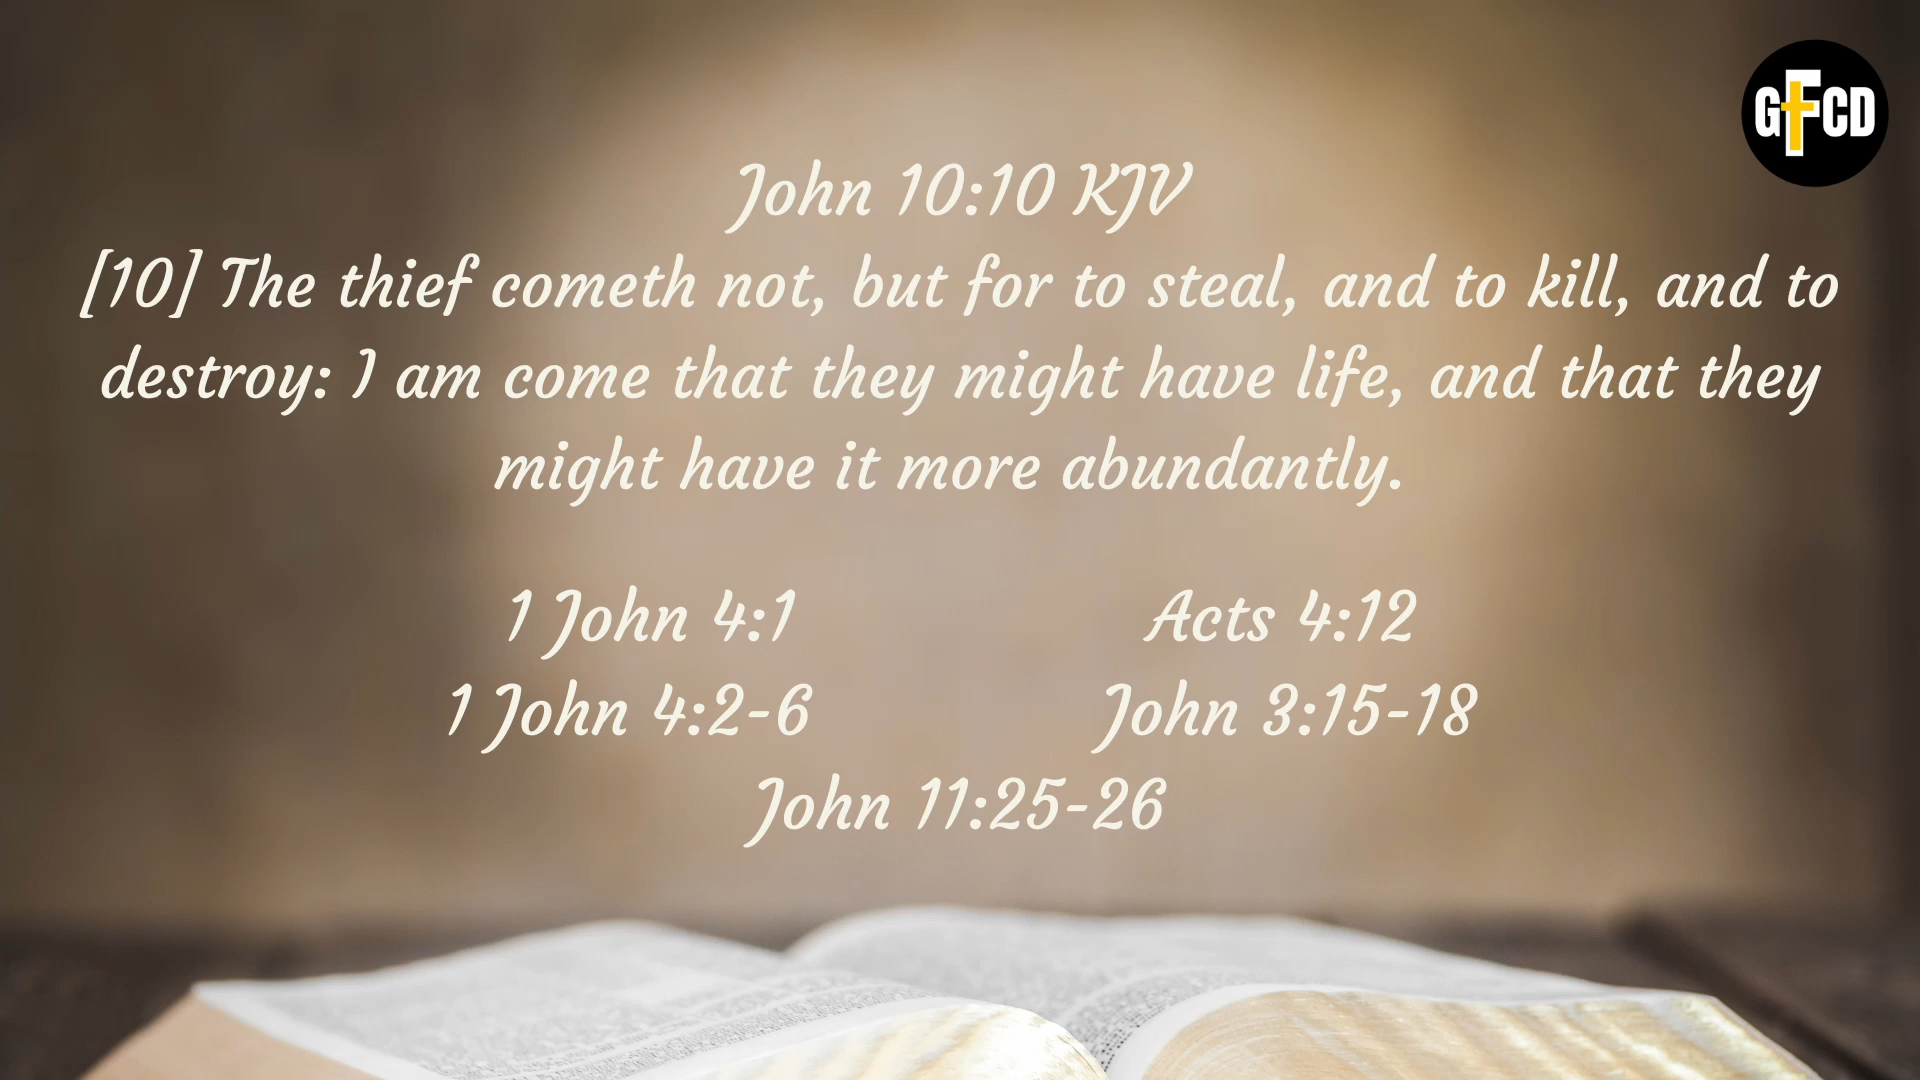 GFCD
John 10:10 KJV
[10] The thief cometh not, but for to steal, and to kill, and to
destroy: I am come that they might have life, and that they
might have it more abundantly.
1 John 4:1
Acts 4:12
1 John 4:2-6
John 3:15-18
John 11:25-26